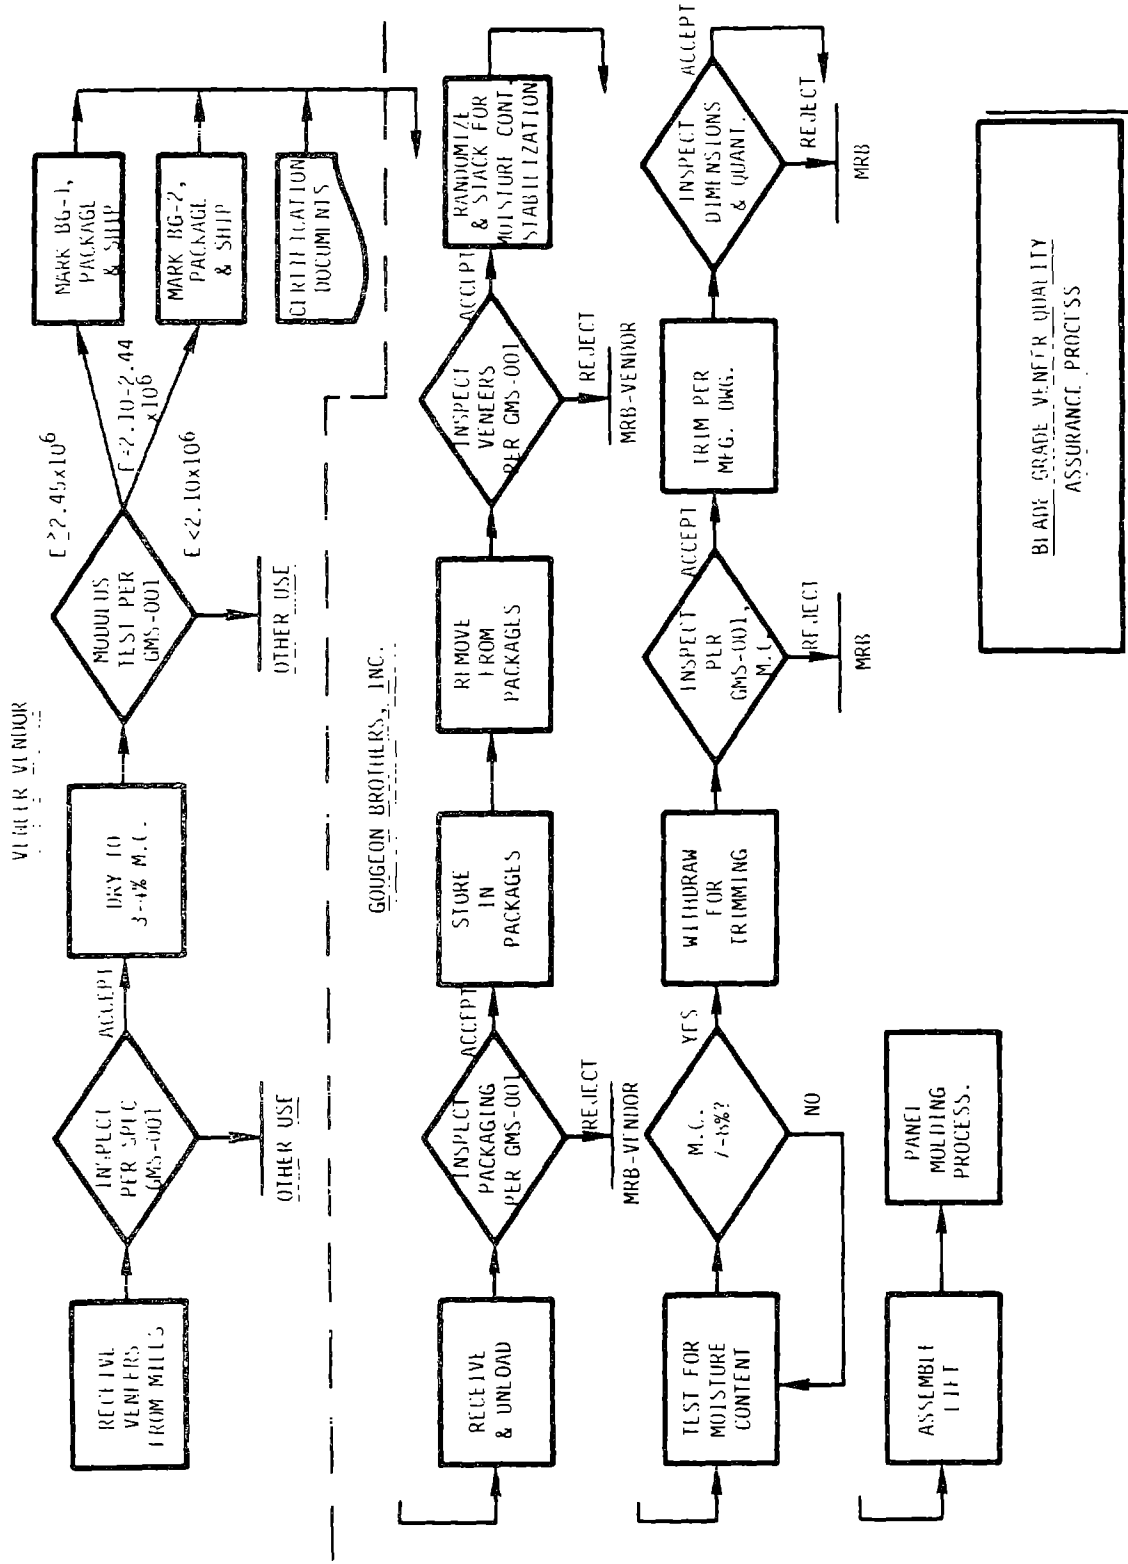 VENEER VENDOR
RECEIVE
VENEERS
FROM MILLS
INSPECT
PER SPEC
GMS-001
ACCEPT
OTHER USE
DRY TO
3-4% M.C.
MODULUS
TEST PER
GMS-001
OTHER USE
E≥2.45x10⁶
E=2.10-2.44
x10⁶
E<2.10x10⁶
MARK BG-1,
PACKAGE
& SHIP
MARK BG-2,
PACKAGE
& SHIP
CERTIFICATION
DOCUMENTS
GOUGEON BROTHERS, INC.
RECEIVE
& UNLOAD
INSPECT
PACKAGING
PER GMS-001
ACCEPT
REJECT
MRB-VENDOR
STORE
IN
PACKAGES
REMOVE
FROM
PACKAGES
INSPECT
VENEERS
PER GMS-001
ACCEPT
REJECT
MRB-VENDOR
RANDOMIZE
& STACK FOR
MOISTURE CONT.
STABILIZATION
TEST FOR
MOISTURE
CONTENT
M.C.
7-8%?
YES
NO
WITHDRAW
FOR
TRIMMING
INSPECT
PER
GMS-001,
M.C.
ACCEPT
REJECT
MRB
TRIM PER
MFG. DWG.
INSPECT
DIMENSIONS
& QUANT.
ACCEPT
REJECT
MRB
ASSEMBLE
LIFT
PANEL
MOLDING
PROCESS.
BLADE GRADE VENEER QUALITY
ASSURANCE PROCESS